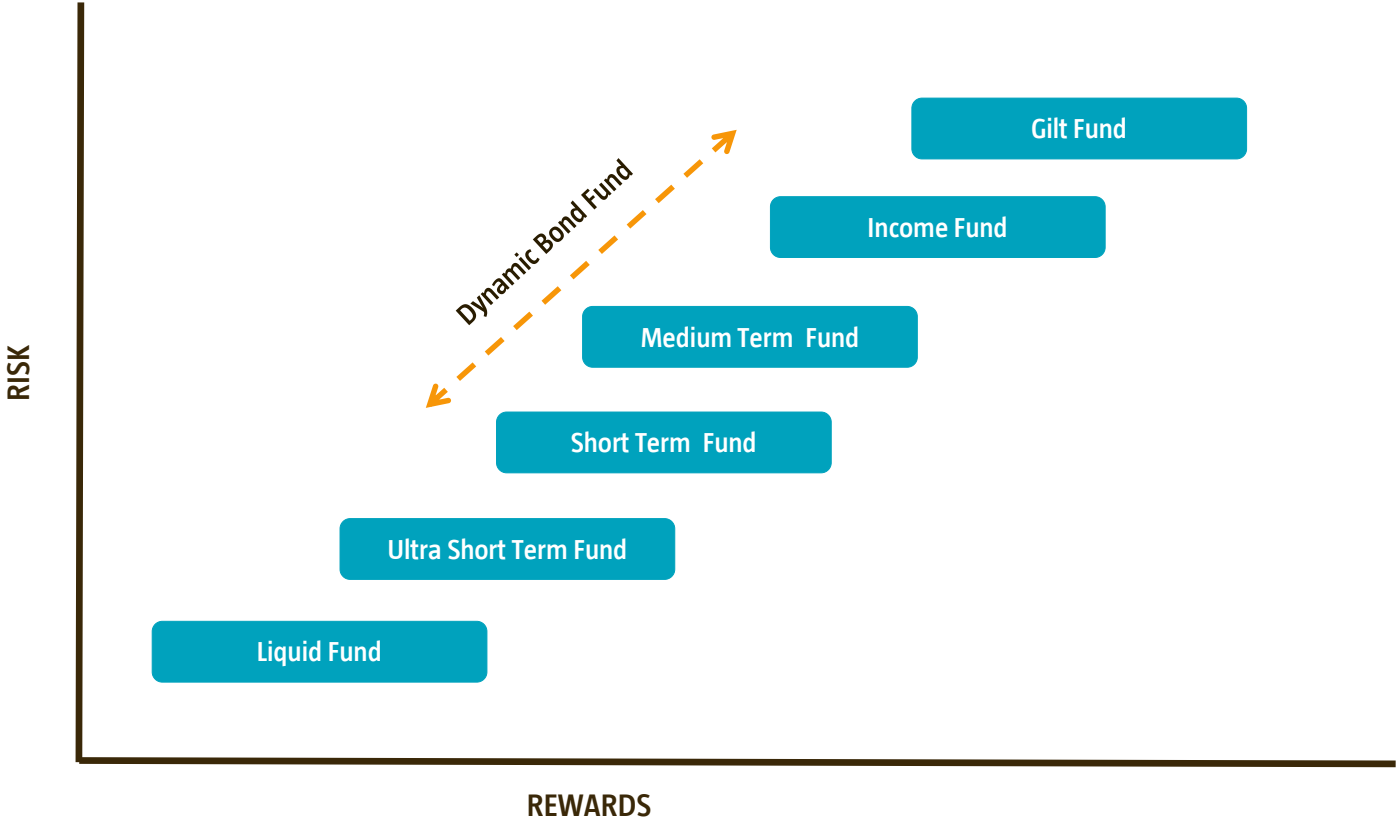 Gilt Fund
Dynamic Bond Fund
Income Fund
Medium Term  Fund
RISK
Short Term  Fund
Ultra Short Term Fund
Liquid Fund
REWARDS